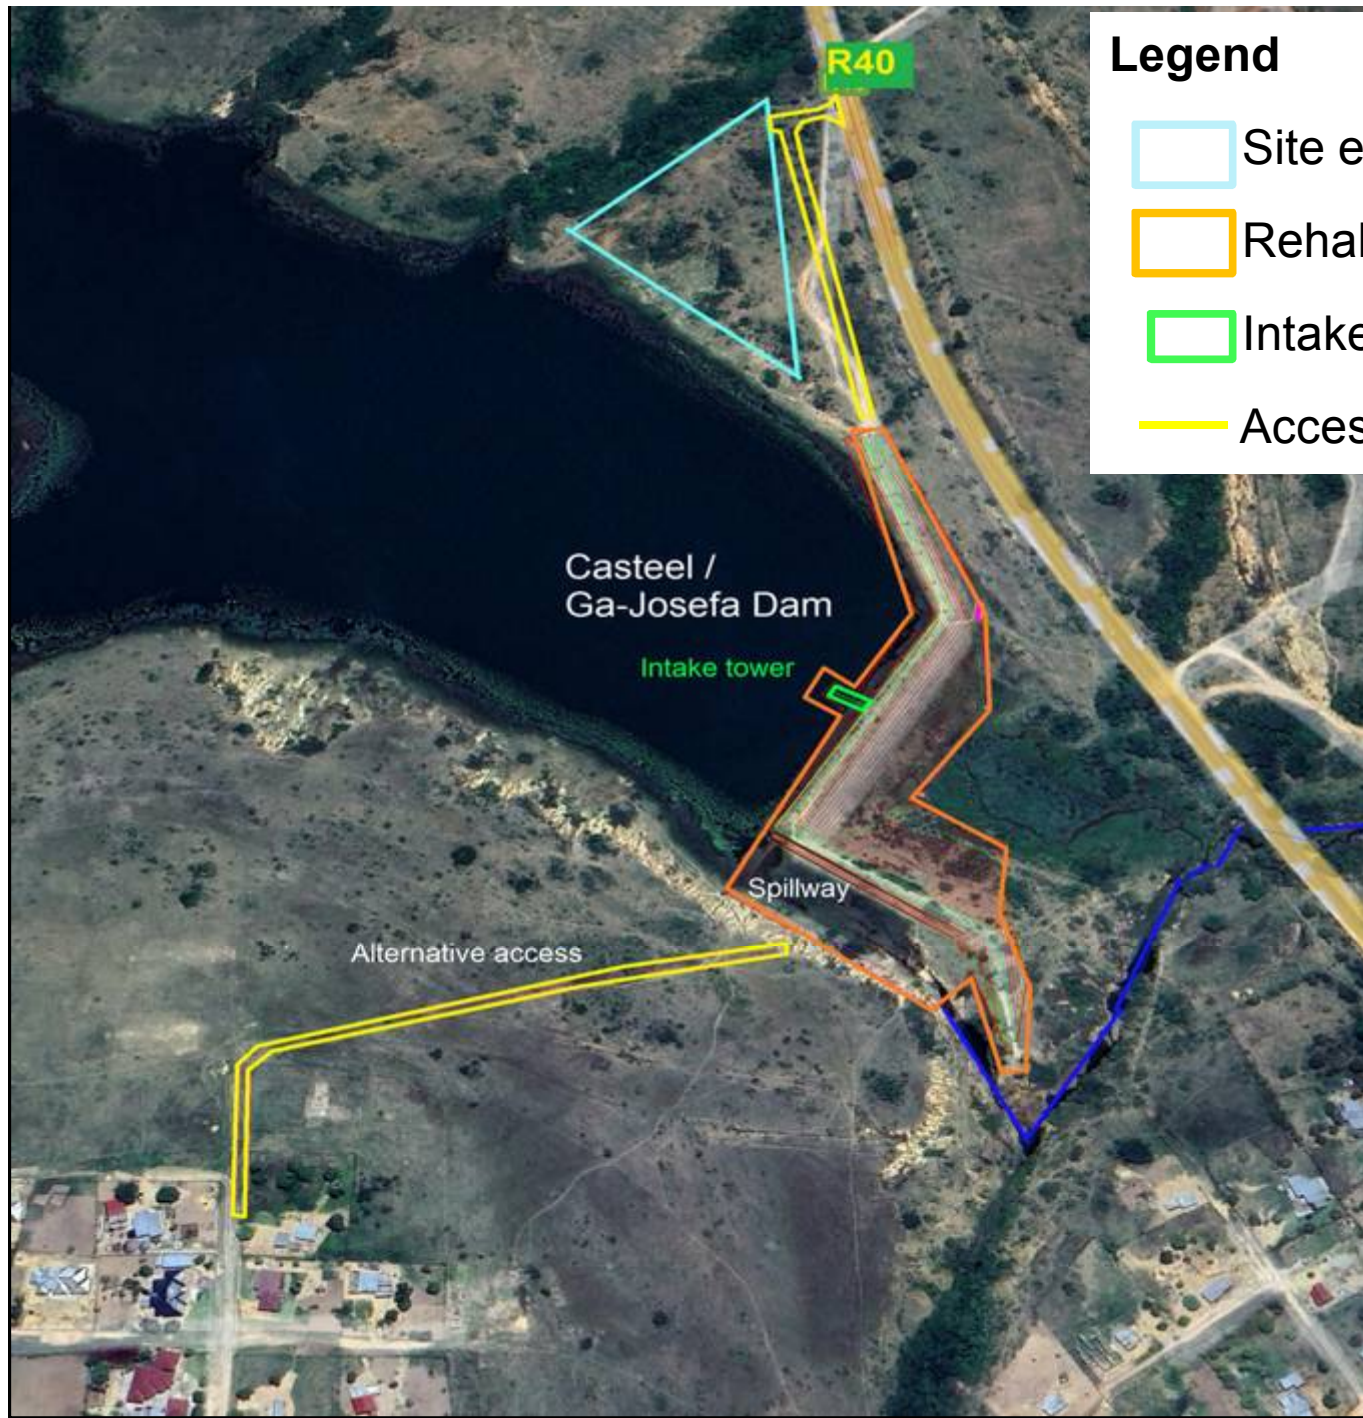 R40
Legend
Site e
Rehal
Intake
Acces
Casteel /
Ga-Josefa Dam
Intake tower
Spillway
Alternative access